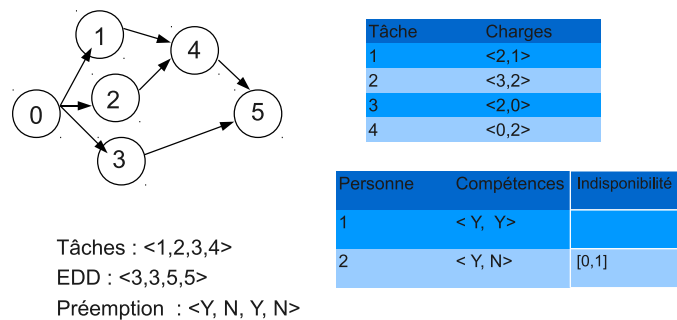 1
4
2
0
5
3
Tâche Charges
1 <2,1>
2 <3,2>
3 <2,0>
4 <0,2>
Personne Compétences Indisponibilité
1 < Y, Y>
2 < Y, N> [0,1]
Tâches : <1,2,3,4>
EDD : <3,3,5,5>
Préemption : <Y, N, Y, N>